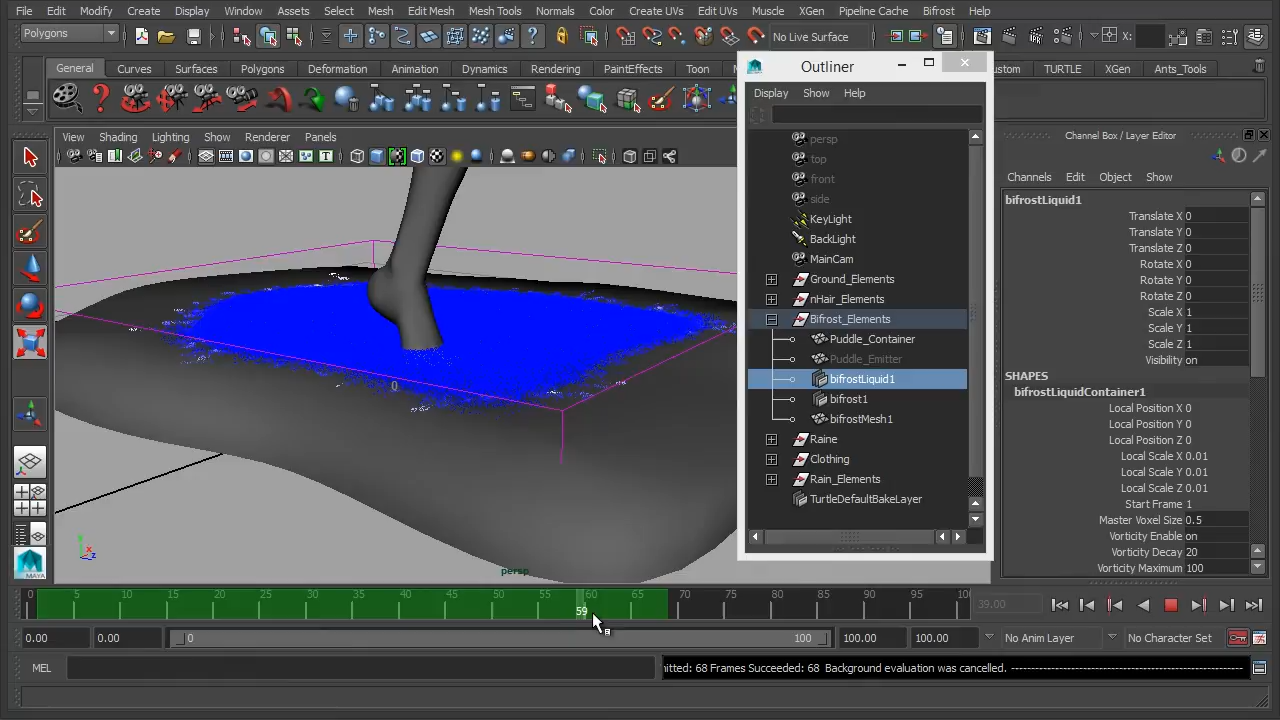 File Edit Modify Create Display Window Assets Select Mesh Edit Mesh Mesh Tools Normals Color Create UVs Edit UVs Muscle XGen Pipeline Cache Bifrost Help
Polygons
No Live Surface
X:
General Curves Surfaces Polygons Deformation Animation Dynamics Rendering PaintEffects Toon
ustom TURTLE XGen Ants_Tools
Outliner
Display Show Help
View Shading Lighting Show Renderer Panels
persp
top
front
side
KeyLight
BackLight
MainCam
Ground_Elements
nHair_Elements
Bifrost_Elements
Puddle_Container
Puddle_Emitter
bifrostLiquid1
bifrost1
bifrostMesh1
Raine
Clothing
Rain_Elements
TurtleDefaultBakeLayer
Channel Box / Layer Editor
Channels Edit Object Show
bifrostLiquid1
Translate X 0
Translate Y 0
Translate Z 0
Rotate X 0
Rotate Y 0
Rotate Z 0
Scale X 1
Scale Y 1
Scale Z 1
Visibility on
SHAPES
bifrostLiquidContainer1
Local Position X 0
Local Position Y 0
Local Position Z 0
Local Scale X 0.01
Local Scale Y 0.01
Local Scale Z 0.01
Start Frame 1
Master Voxel Size 0.5
Vorticity Enable on
Vorticity Decay 20
Vorticity Maximum 100
0
persp
MAYA
0 5 10 15 20 25 30 35 40 45 50 55 60 65 70 75 80 85 90 95 100
59
39.00
0.00 0.00 0 100 100.00 100.00 No Anim Layer No Character Set
MEL
itted: 68 Frames Succeeded: 68 Background evaluation was cancelled.